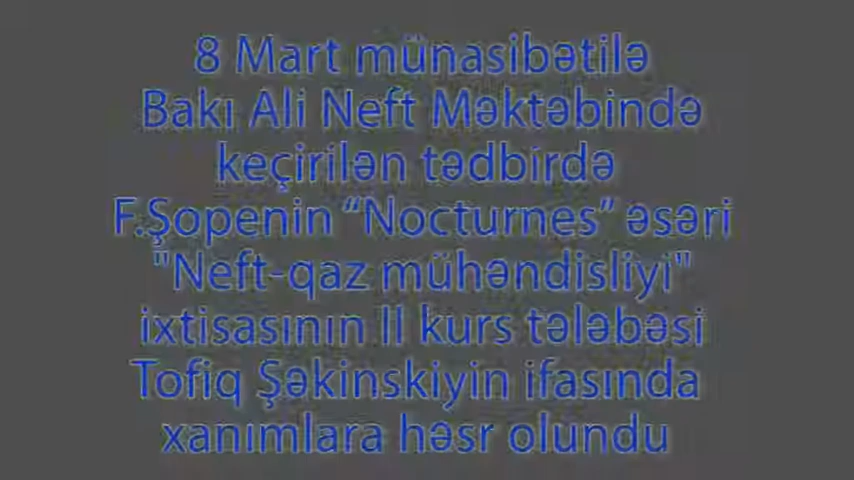 8 Mart münasibətilə
Bakı Ali Neft Məktəbində
keçirilən tədbirdə
F.Şopenin “Nocturnes” əsəri
"Neft-qaz mühəndisliyi"
ixtisasının II kurs tələbəsi
Tofiq Şəkinskiyin ifasında
xanımlara həsr olundu